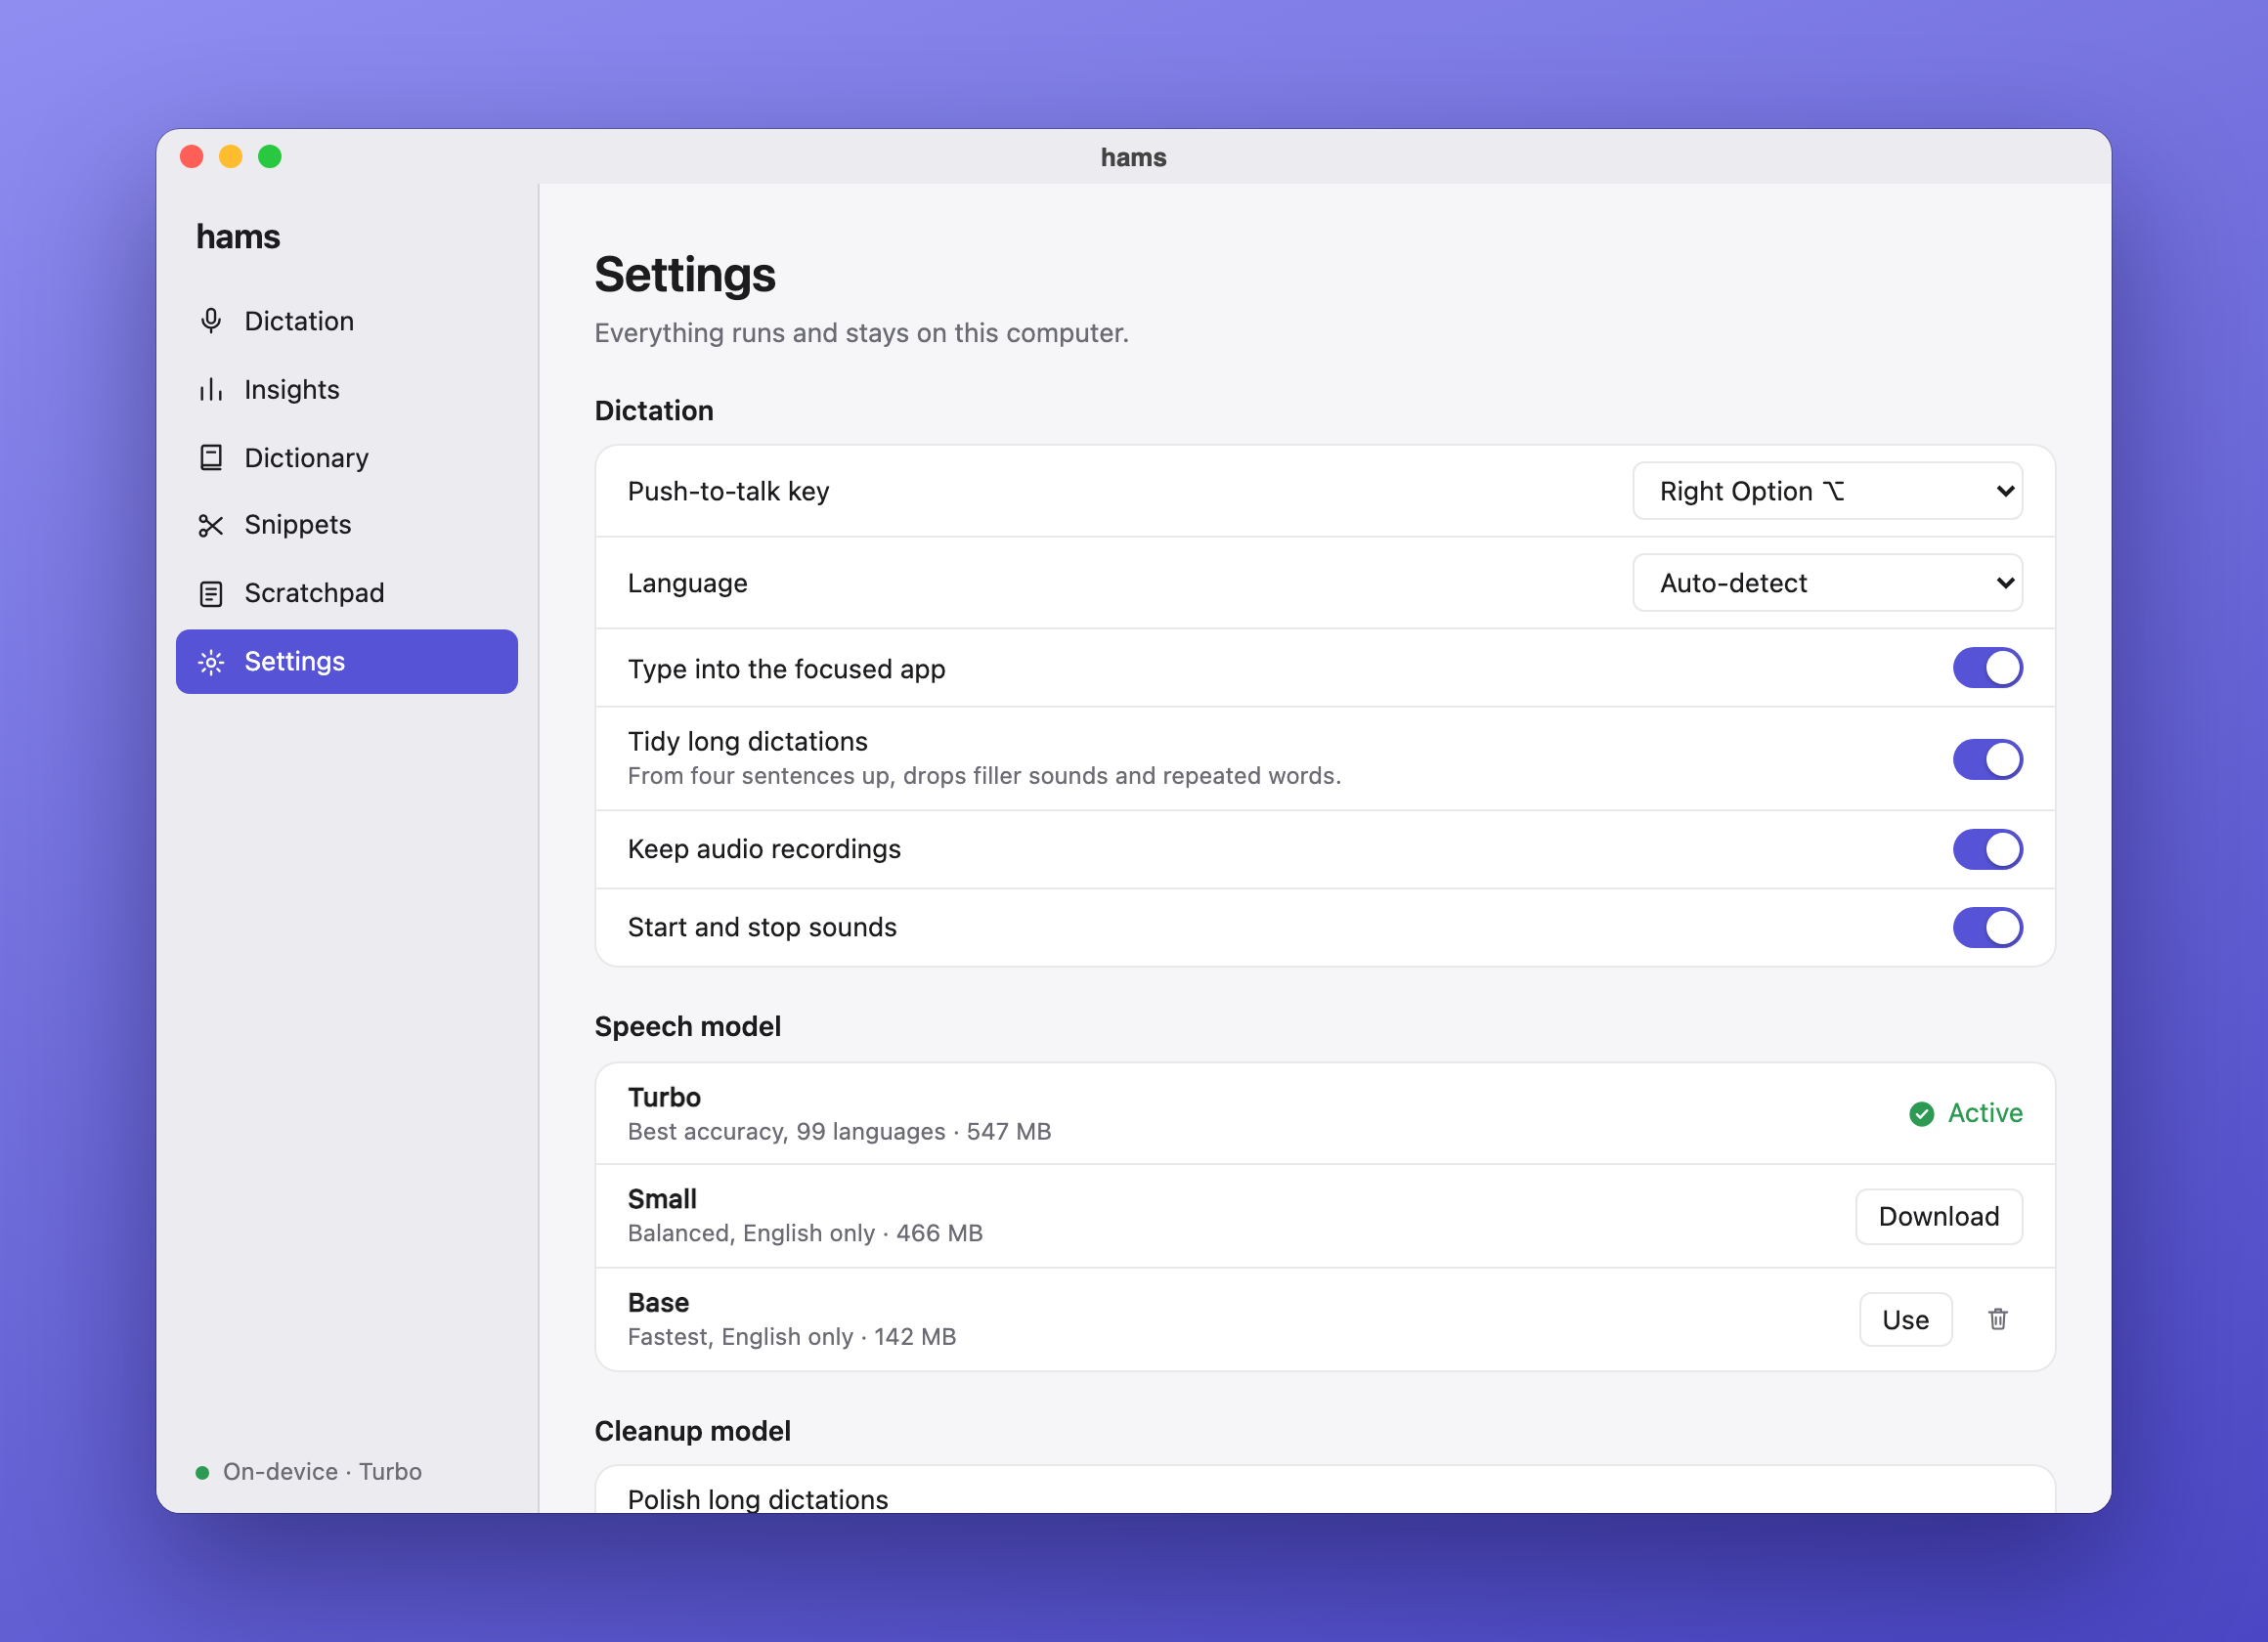 hams
hams
Dictation
Insights
Dictionary
Snippets
Scratchpad
Settings
On-device · Turbo
Settings
Everything runs and stays on this computer.
Dictation
Push-to-talk key
Right Option ⌥
Language
Auto-detect
Type into the focused app
Tidy long dictations
From four sentences up, drops filler sounds and repeated words.
Keep audio recordings
Start and stop sounds
Speech model
Turbo
Best accuracy, 99 languages · 547 MB
Active
Small
Balanced, English only · 466 MB
Download
Base
Fastest, English only · 142 MB
Use
Cleanup model
Polish long dictations